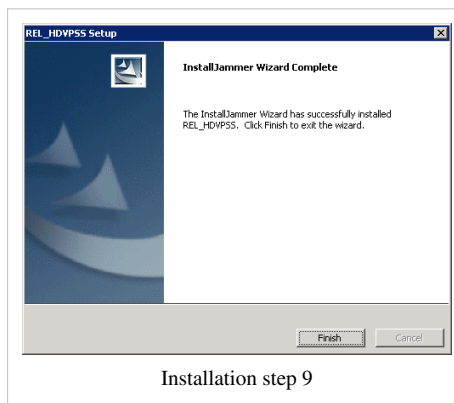 REL_HDVPSS Setup
InstallJammer Wizard Complete
The InstallJammer Wizard has successfully installed
REL_HDVPSS. Click Finish to exit the wizard.
Finish
Cancel
Installation step 9